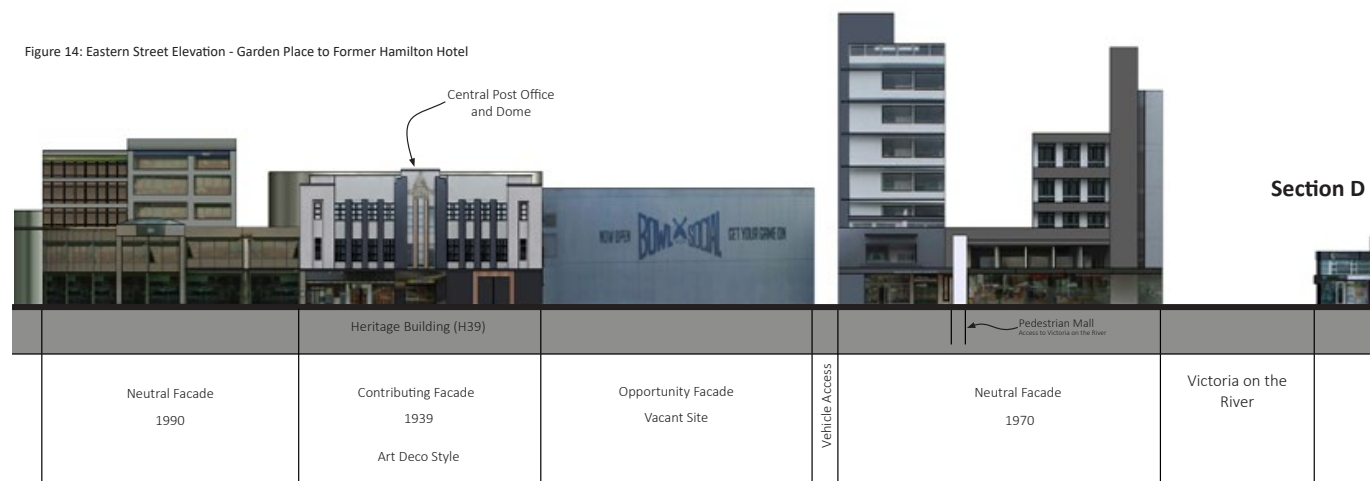 Figure 14: Eastern Street Elevation - Garden Place to Former Hamilton Hotel
Central Post Office
and Dome
Section D
NOW OPEN
BOWL SOCIAL
GET YOUR GAME ON
Heritage Building (H39)
Pedestrian Mall
Access to Victoria on the River
Neutral Facade
1990
Contributing Facade
1939
Art Deco Style
Opportunity Facade
Vacant Site
Vehicle Access
Neutral Facade
1970
Victoria on the
River